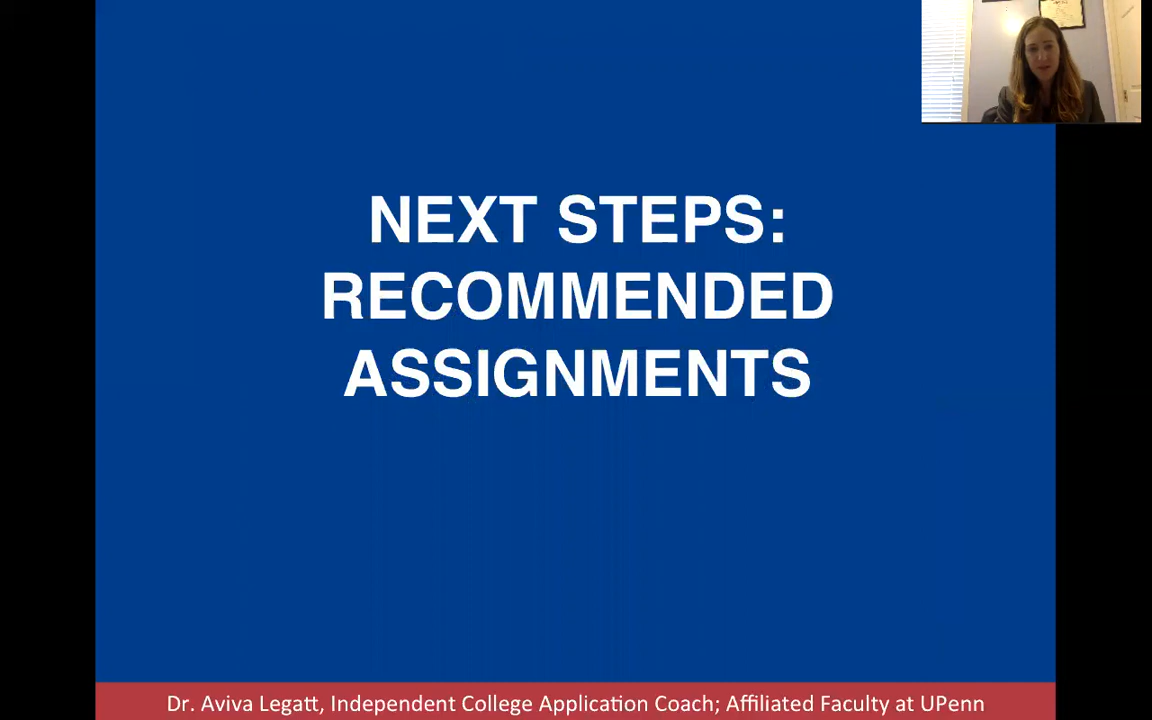 NEXT STEPS:
RECOMMENDED
ASSIGNMENTS
Dr. Aviva Legatt, Independent College Application Coach; Affiliated Faculty at UPenn